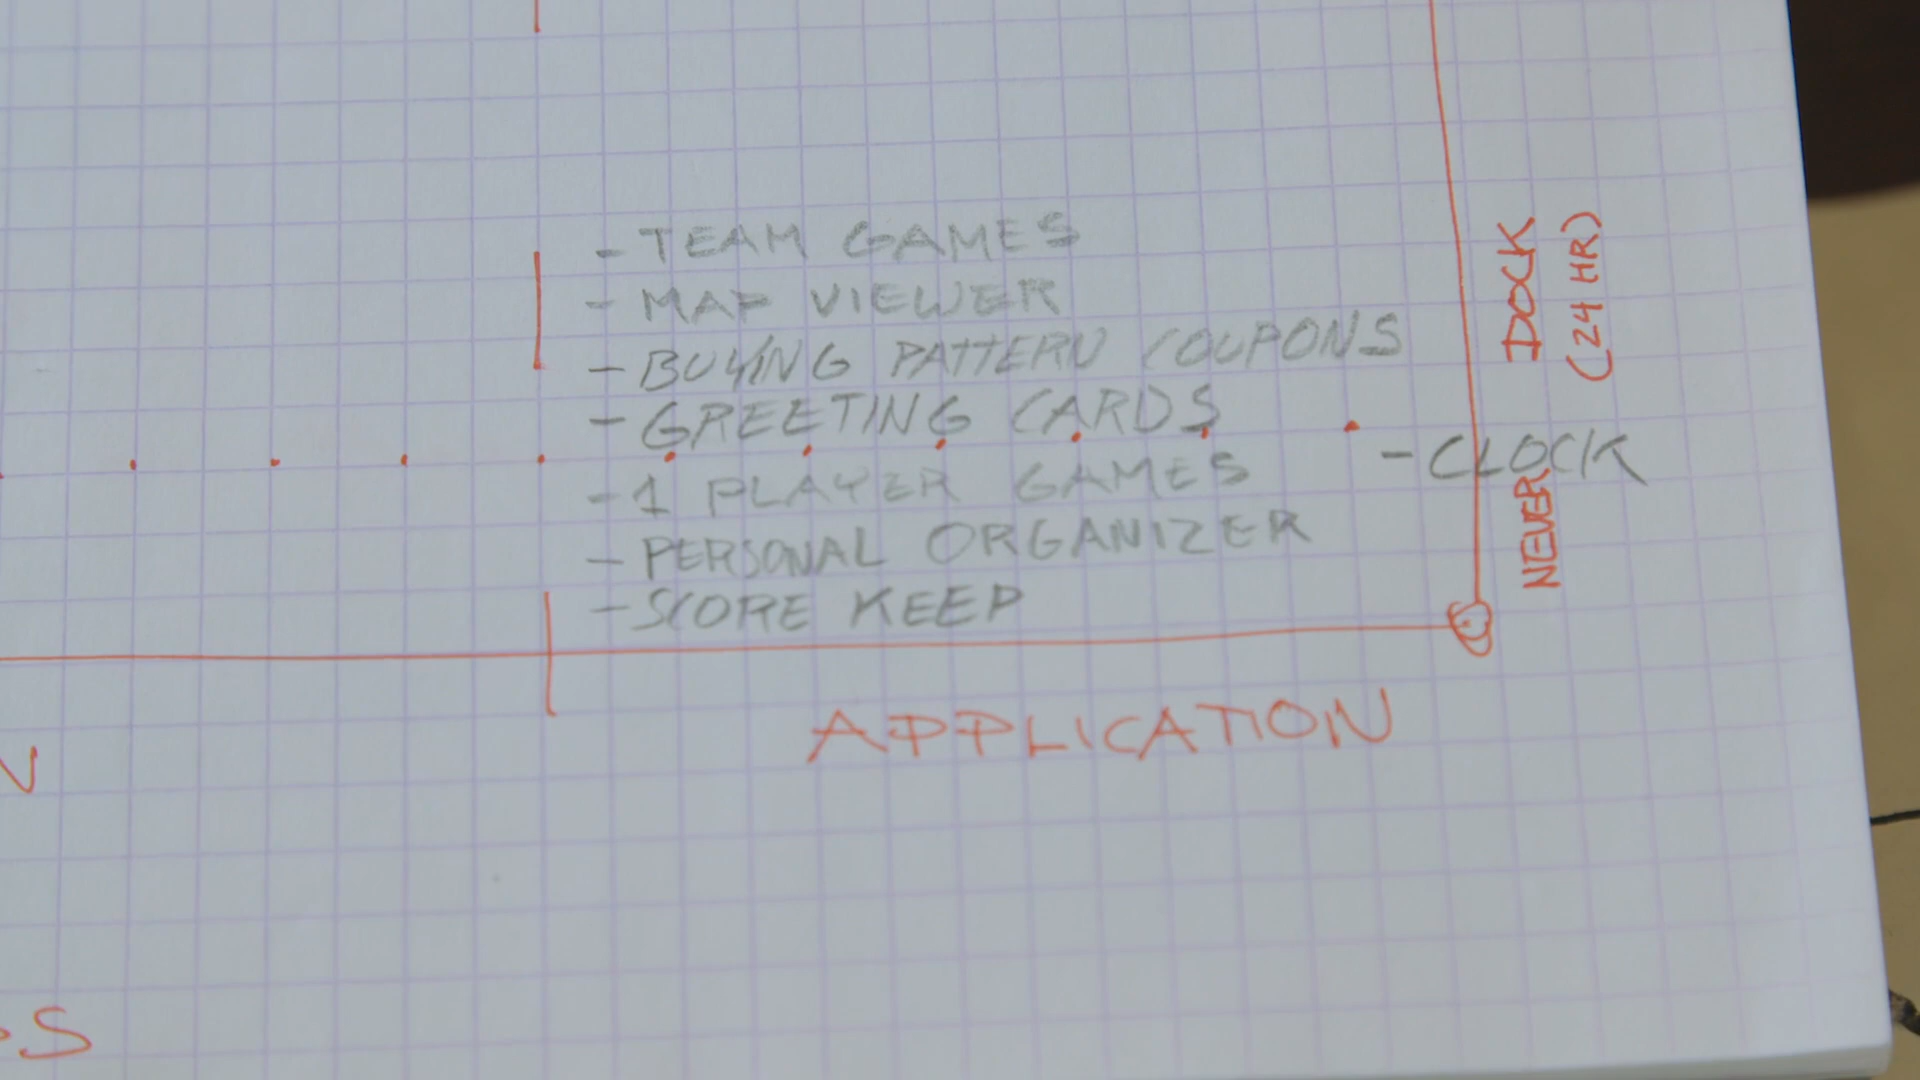 - TEAM GAMES
- MAP VIEWER
- BUYING PATTERN COUPONS
- GREETING CARDS
- CLOCK
- 1 PLAYER GAMES
- PERSONAL ORGANIZER
- SCORE KEEP
DOCK
(24 HR)
NEVER
APPLICATION